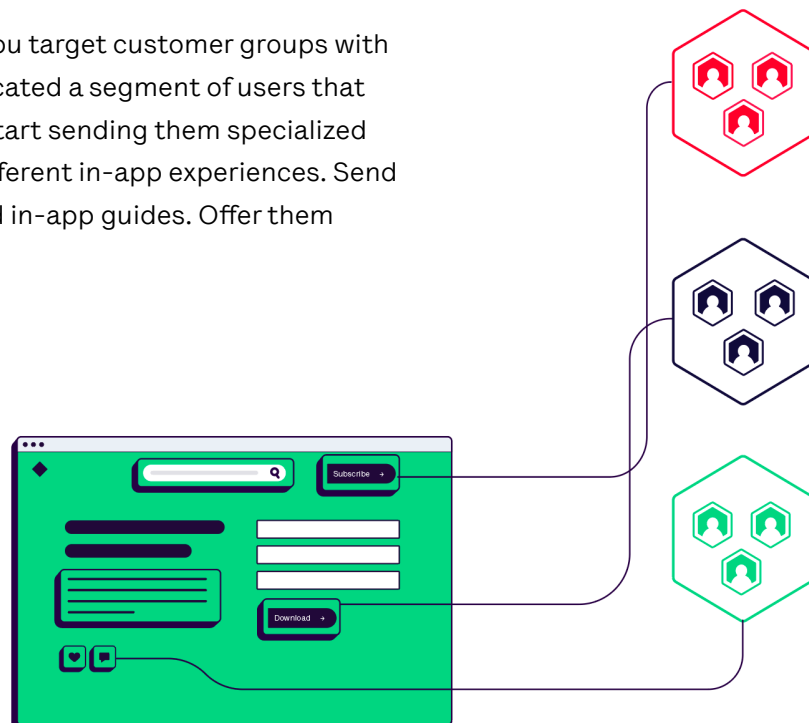 ou target customer groups with
cated a segment of users that
tart sending them specialized
fferent in-app experiences. Send
d in-app guides. Offer them
Subscribe →
Download →